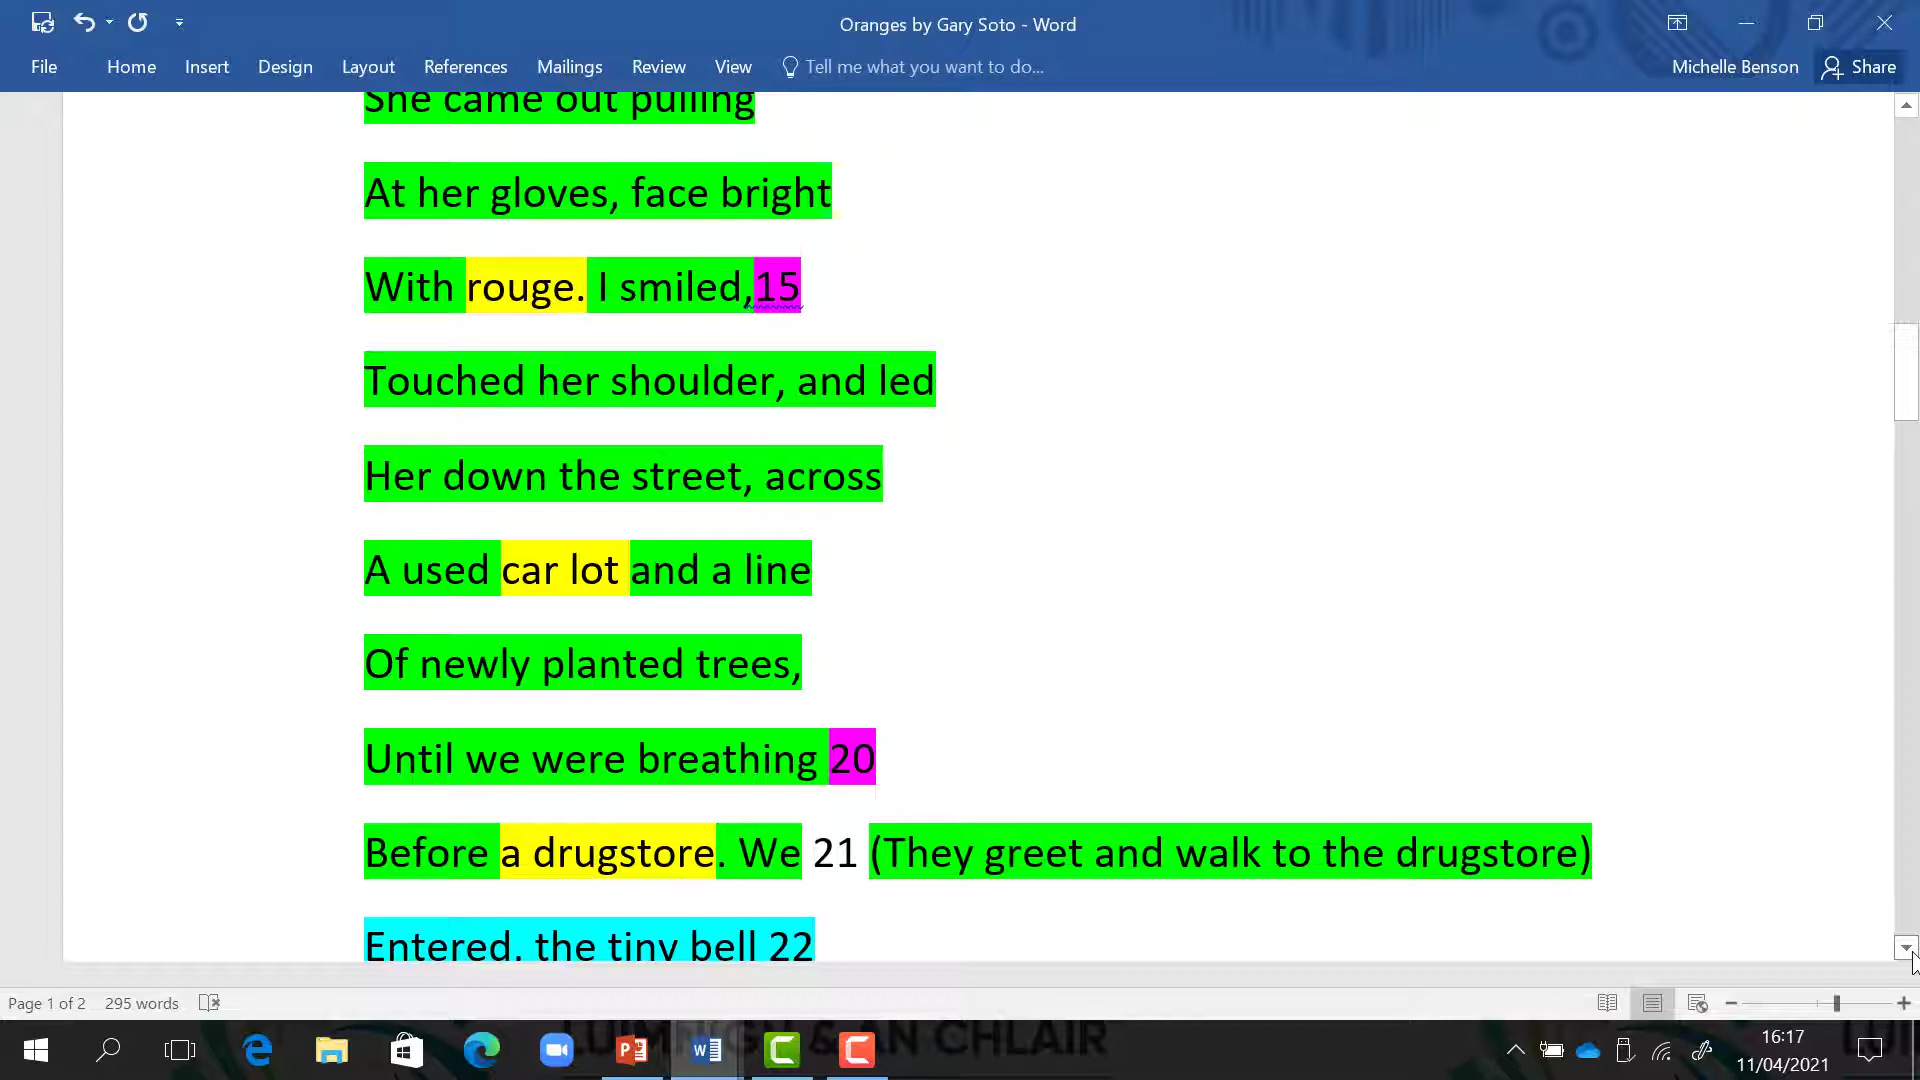 Oranges by Gary Soto - Word
File Home Insert Design Layout References Mailings Review View Tell me what you want to do... Michelle Benson Share
She came out pulling
At her gloves, face bright
With rouge. I smiled,15
Touched her shoulder, and led
Her down the street, across
A used car lot and a line
Of newly planted trees,
Until we were breathing 20
Before a drugstore. We 21 (They greet and walk to the drugstore)
Entered, the tiny bell 22
Page 1 of 2 295 words
AN CHLAIR
16:17
11/04/2021